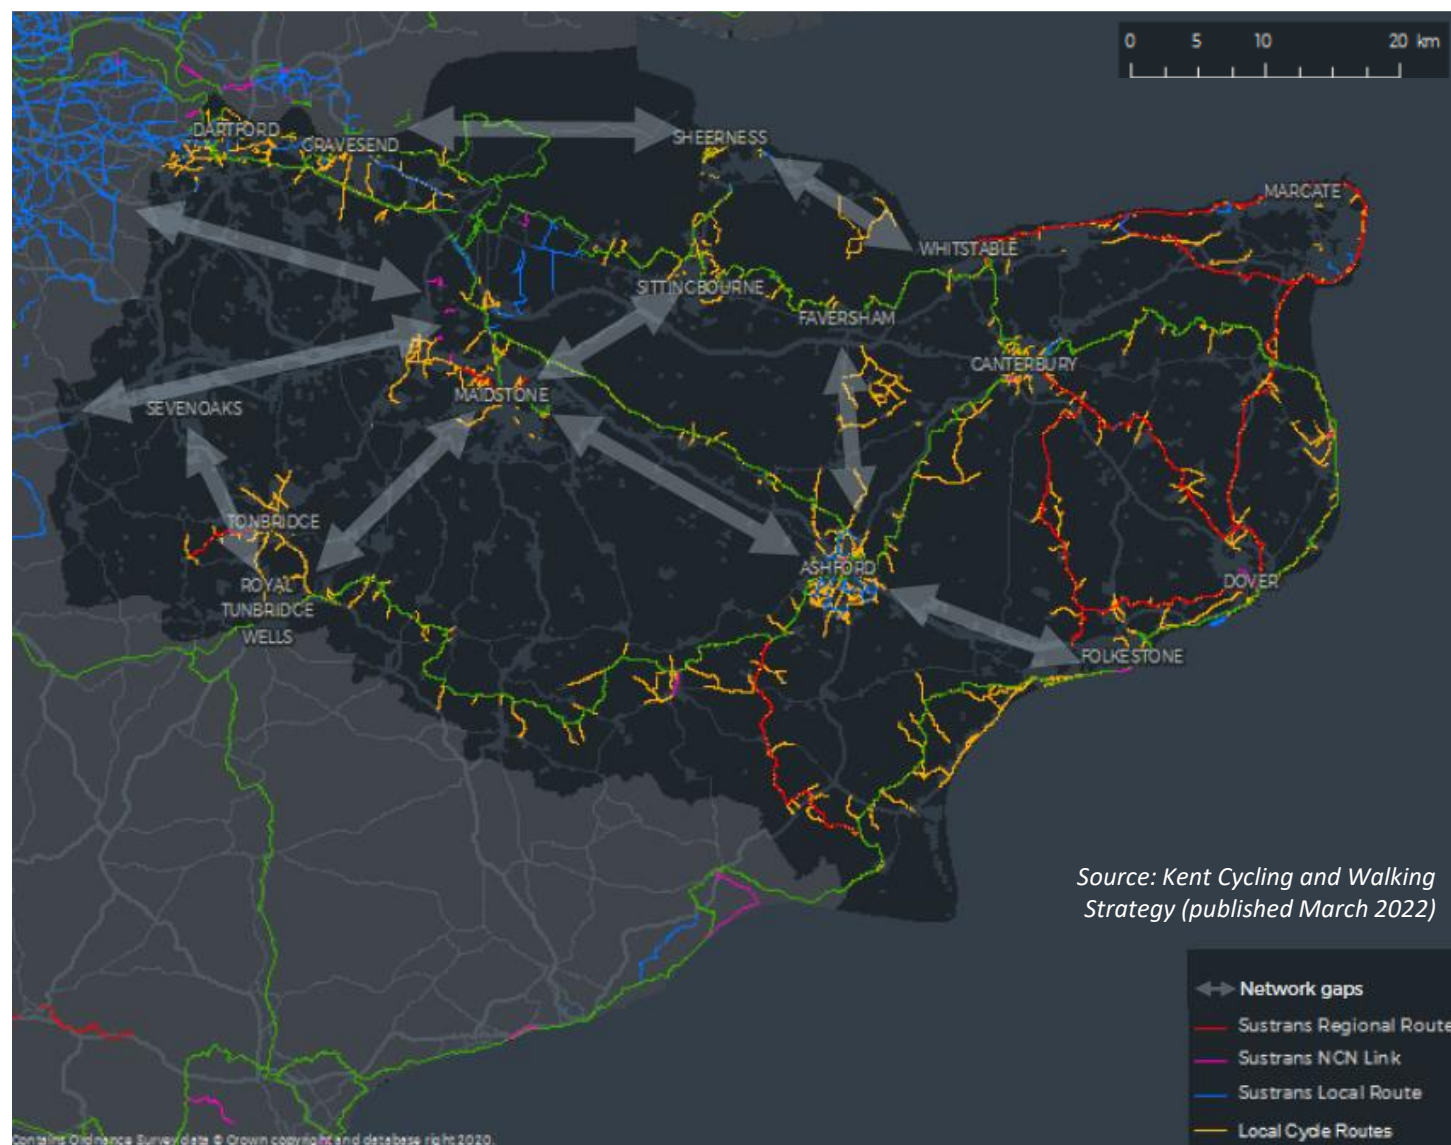 0 5 10 20 km
DARTFORD
GRAVESEND
SHEERNESS
MARGATE
WHITSTABLE
SITTINGBOURNE
FAVERSHAM
CANTERBURY
MAIDSTONE
SEVENOAKS
TONBRIDGE
ASHFORD
DOVER
ROYAL
TUNBRIDGE
WELLS
FOLKESTONE
Source: Kent Cycling and Walking
Strategy (published March 2022)
Network gaps
Sustrans Regional Route
Sustrans NCN Link
Sustrans Local Route
Local Cycle Routes
Contains Ordnance Survey data © Crown copyright and database right 2020.